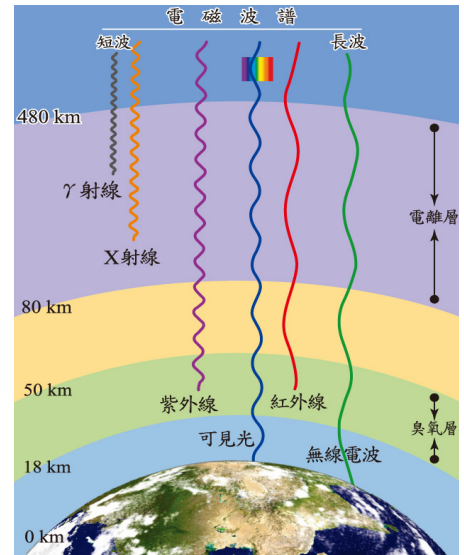 電磁波譜
短波
長波
480 km
γ射線
電離層
X射線
80 km
50 km
紫外線
紅外線
臭氧層
可見光
無線電波
18 km
0 km